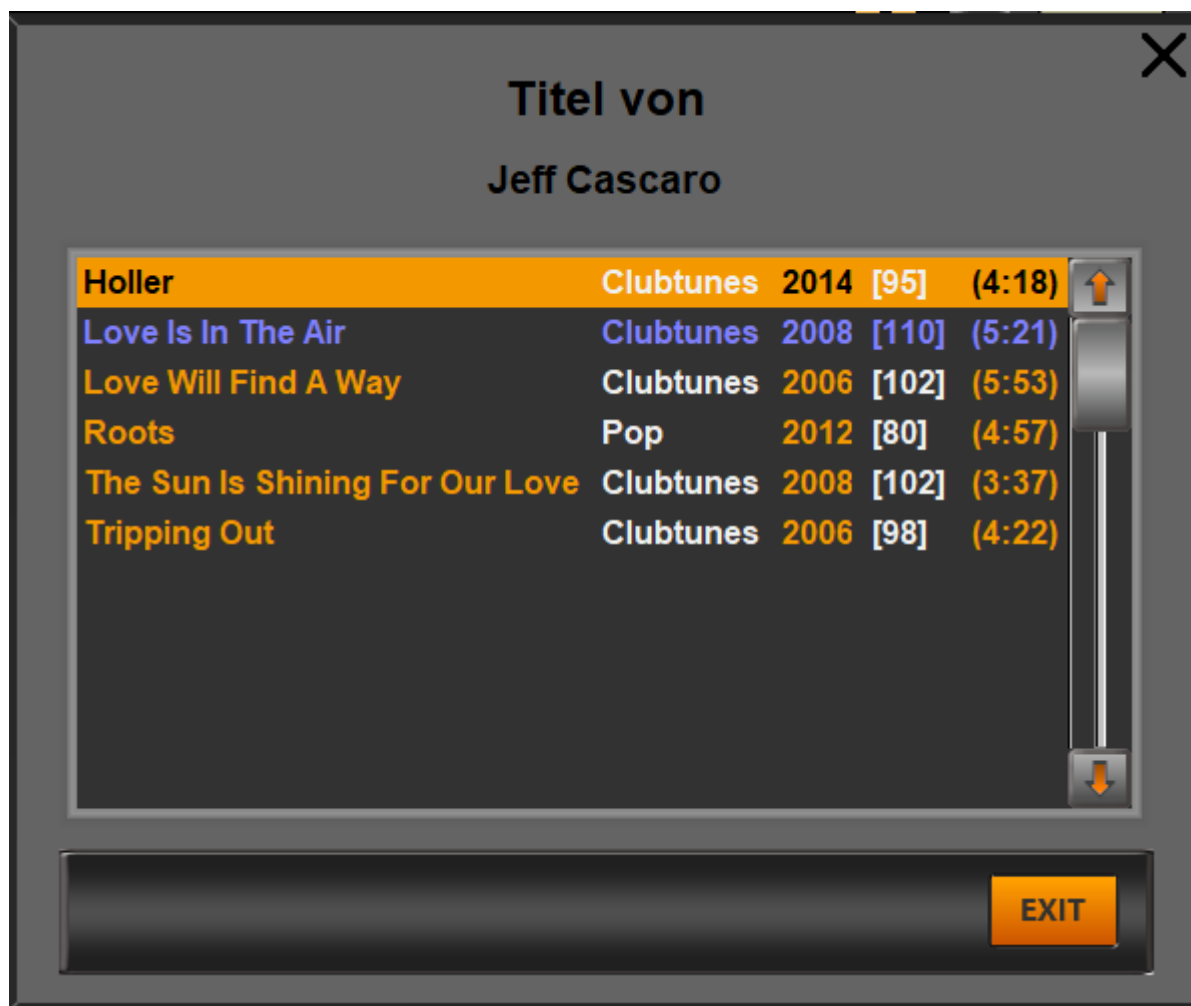 Titel von
Jeff Cascaro
Holler Clubtunes 2014 [95] (4:18)
Love Is In The Air Clubtunes 2008 [110] (5:21)
Love Will Find A Way Clubtunes 2006 [102] (5:53)
Roots Pop 2012 [80] (4:57)
The Sun Is Shining For Our Love Clubtunes 2008 [102] (3:37)
Tripping Out Clubtunes 2006 [98] (4:22)
EXIT